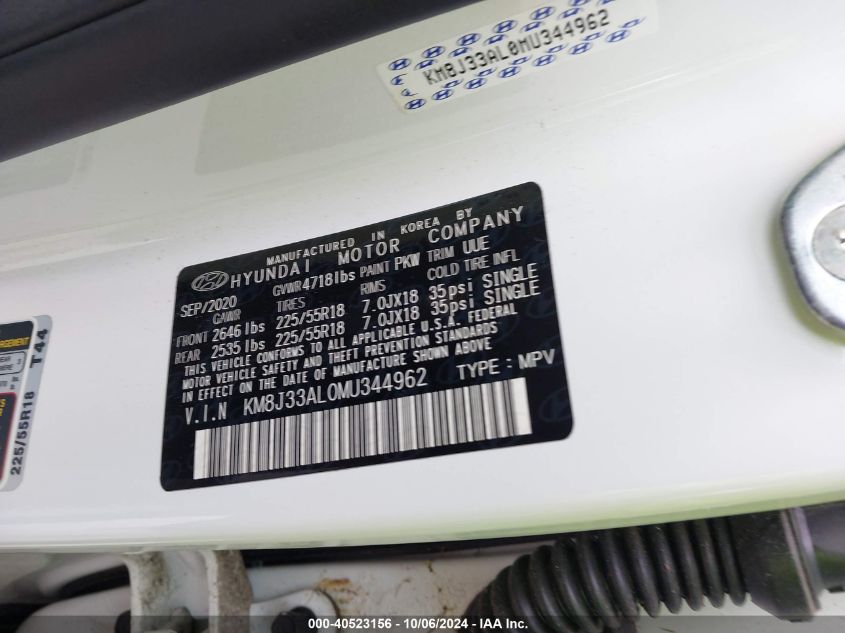 KM8J33AL0MU344962
MANUFACTURED IN KOREA BY
HYUNDAI MOTOR COMPANY
SEP/2020 GVWR 4718 lbs PAINT PKW TRIM UUE
GAWR TIRES RIMS COLD TIRE INFL
FRONT 2646 lbs 225/55R18 7.0JX18 35psi SINGLE
REAR 2535 lbs 225/55R18 7.0JX18 35psi SINGLE
THIS VEHICLE CONFORMS TO ALL APPLICABLE U.S.A. FEDERAL
MOTOR VEHICLE SAFETY AND THEFT PREVENTION STANDARDS
IN EFFECT ON THE DATE OF MANUFACTURE SHOWN ABOVE
V.I.N KM8J33AL0MU344962 TYPE : MPV
225/55R18 T44
000-40523156 - 10/06/2024 - IAA Inc.